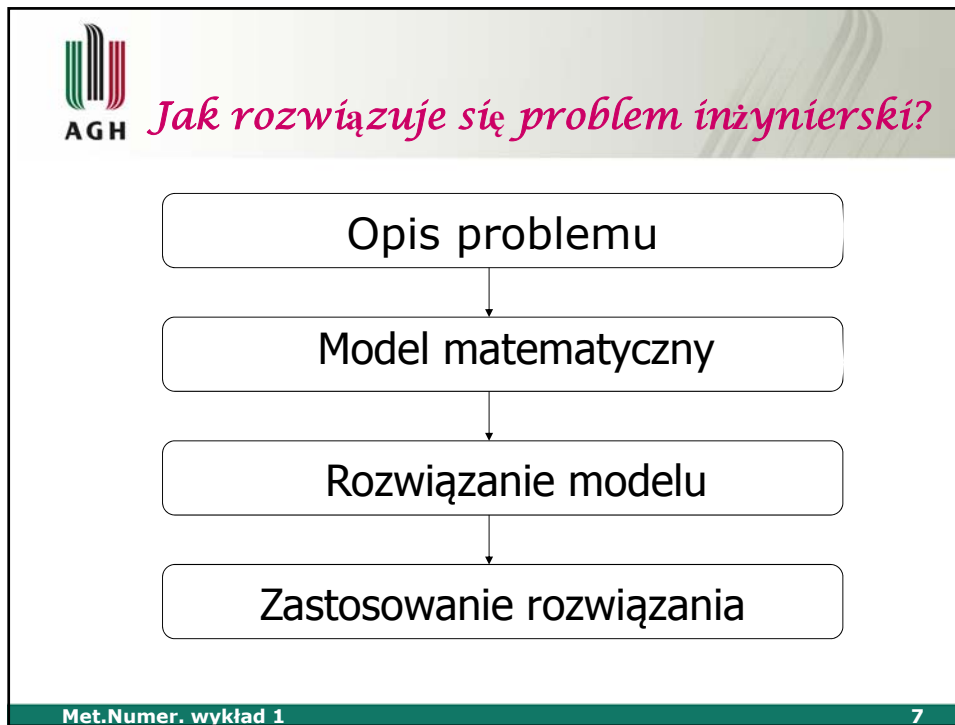 AGH
Jak rozwiązuje się problem inżynierski?
Opis problemu
Model matematyczny
Rozwiązanie modelu
Zastosowanie rozwiązania
Met.Numer. wykład 1 7